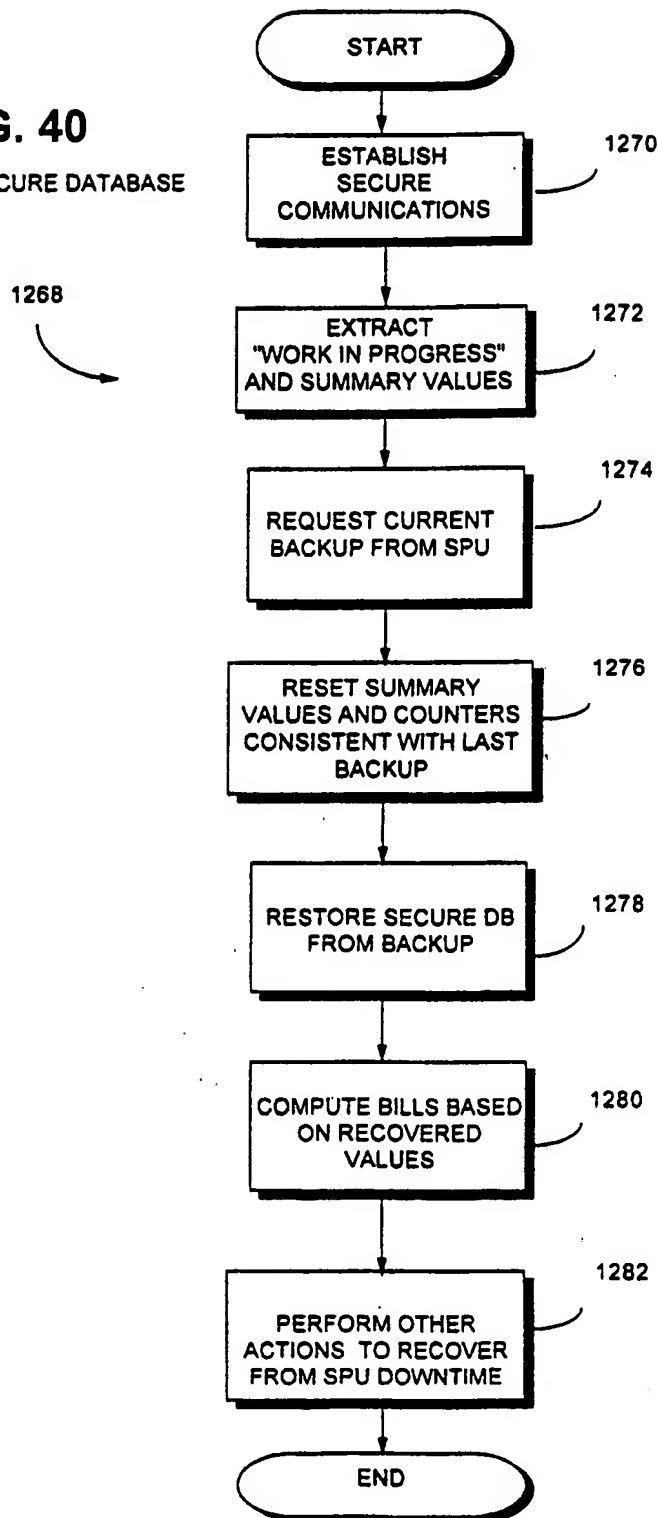 START
G. 40
CURE DATABASE
1268
ESTABLISH
SECURE
COMMUNICATIONS
1270
EXTRACT
"WORK IN PROGRESS"
AND SUMMARY VALUES
1272
REQUEST CURRENT
BACKUP FROM SPU
1274
RESET SUMMARY
VALUES AND COUNTERS
CONSISTENT WITH LAST
BACKUP
1276
RESTORE SECURE DB
FROM BACKUP
1278
COMPUTE BILLS BASED
ON RECOVERED
VALUES
1280
PERFORM OTHER
ACTIONS TO RECOVER
FROM SPU DOWNTIME
1282
END